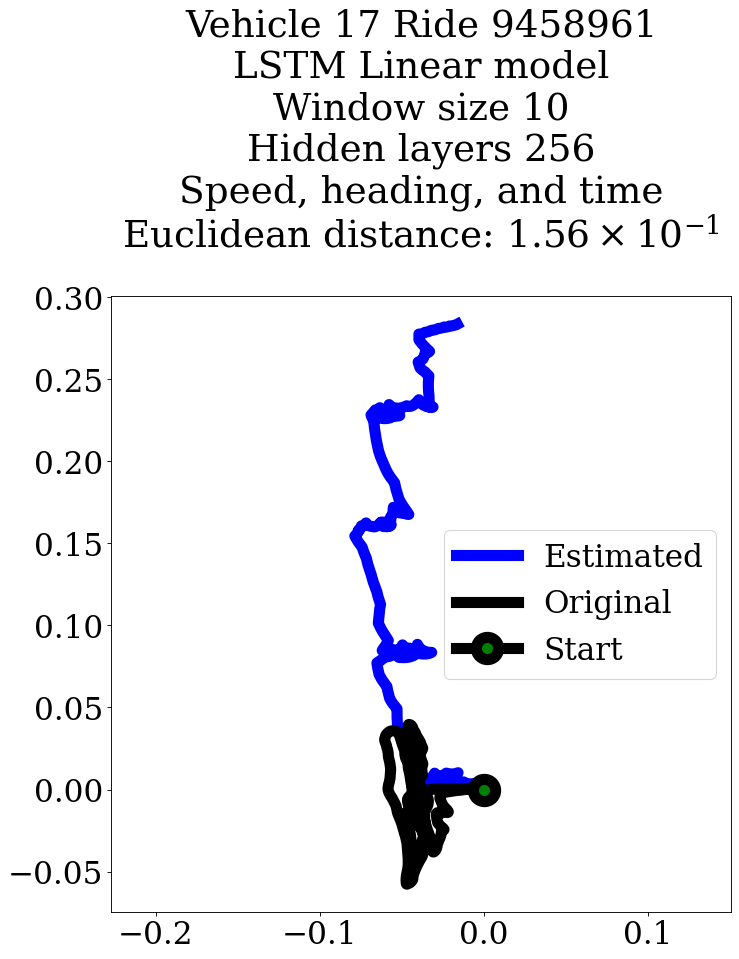 Vehicle 17 Ride 9458961
LSTM Linear model
Window size 10
Hidden layers 256
Speed, heading, and time
Euclidean distance: 1.56 × 10⁻¹
0.30
0.25
0.20
0.15
0.10
0.05
0.00
−0.05
Estimated
Original
Start
−0.2 −0.1 0.0 0.1